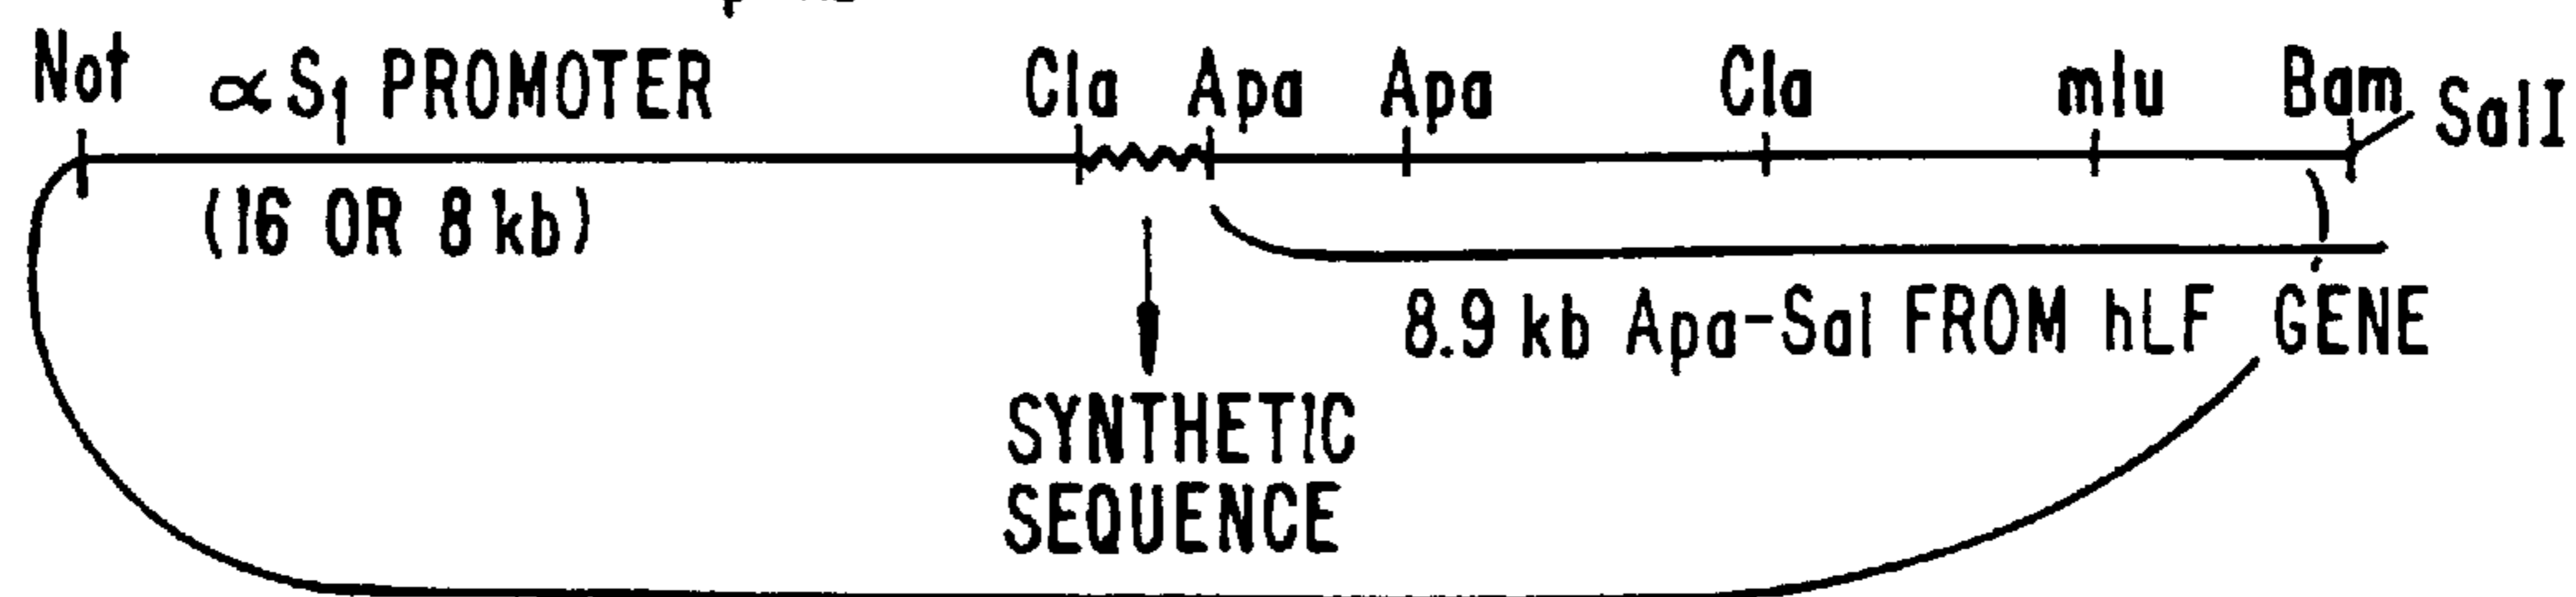 Not αS1 PROMOTER Cla Apa Apa Cla mlu Bam SalI
(16 OR 8 kb)
8.9 kb Apa-Sal FROM hLF GENE
SYNTHETIC
SEQUENCE